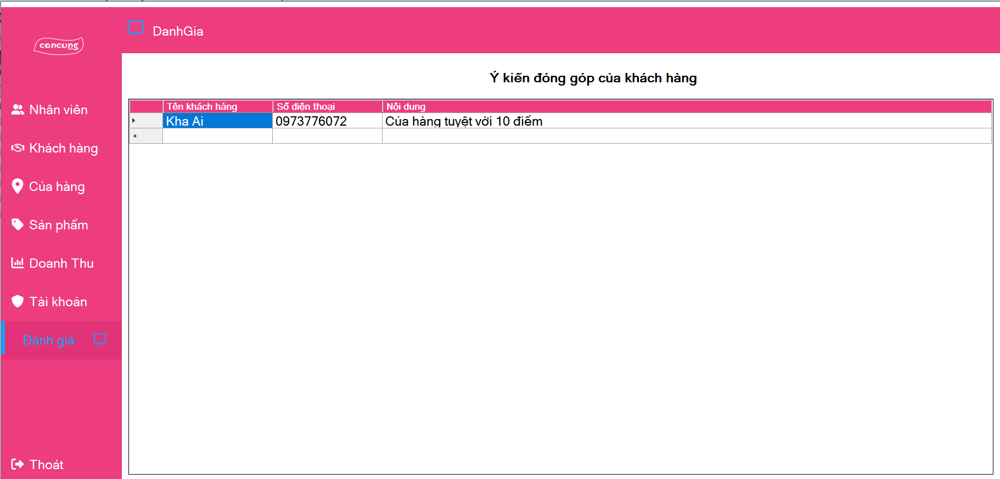 concung
.com
DanhGia
Ý kiến đóng góp của khách hàng
Tên khách hàng Số điện thoại Nội dung
Kha Ai 0973776072 Của hàng tuyệt vời 10 điểm
Nhân viên
Khách hàng
Của hàng
Sản phẩm
Doanh Thu
Tài khoản
Đánh giá
Thoát